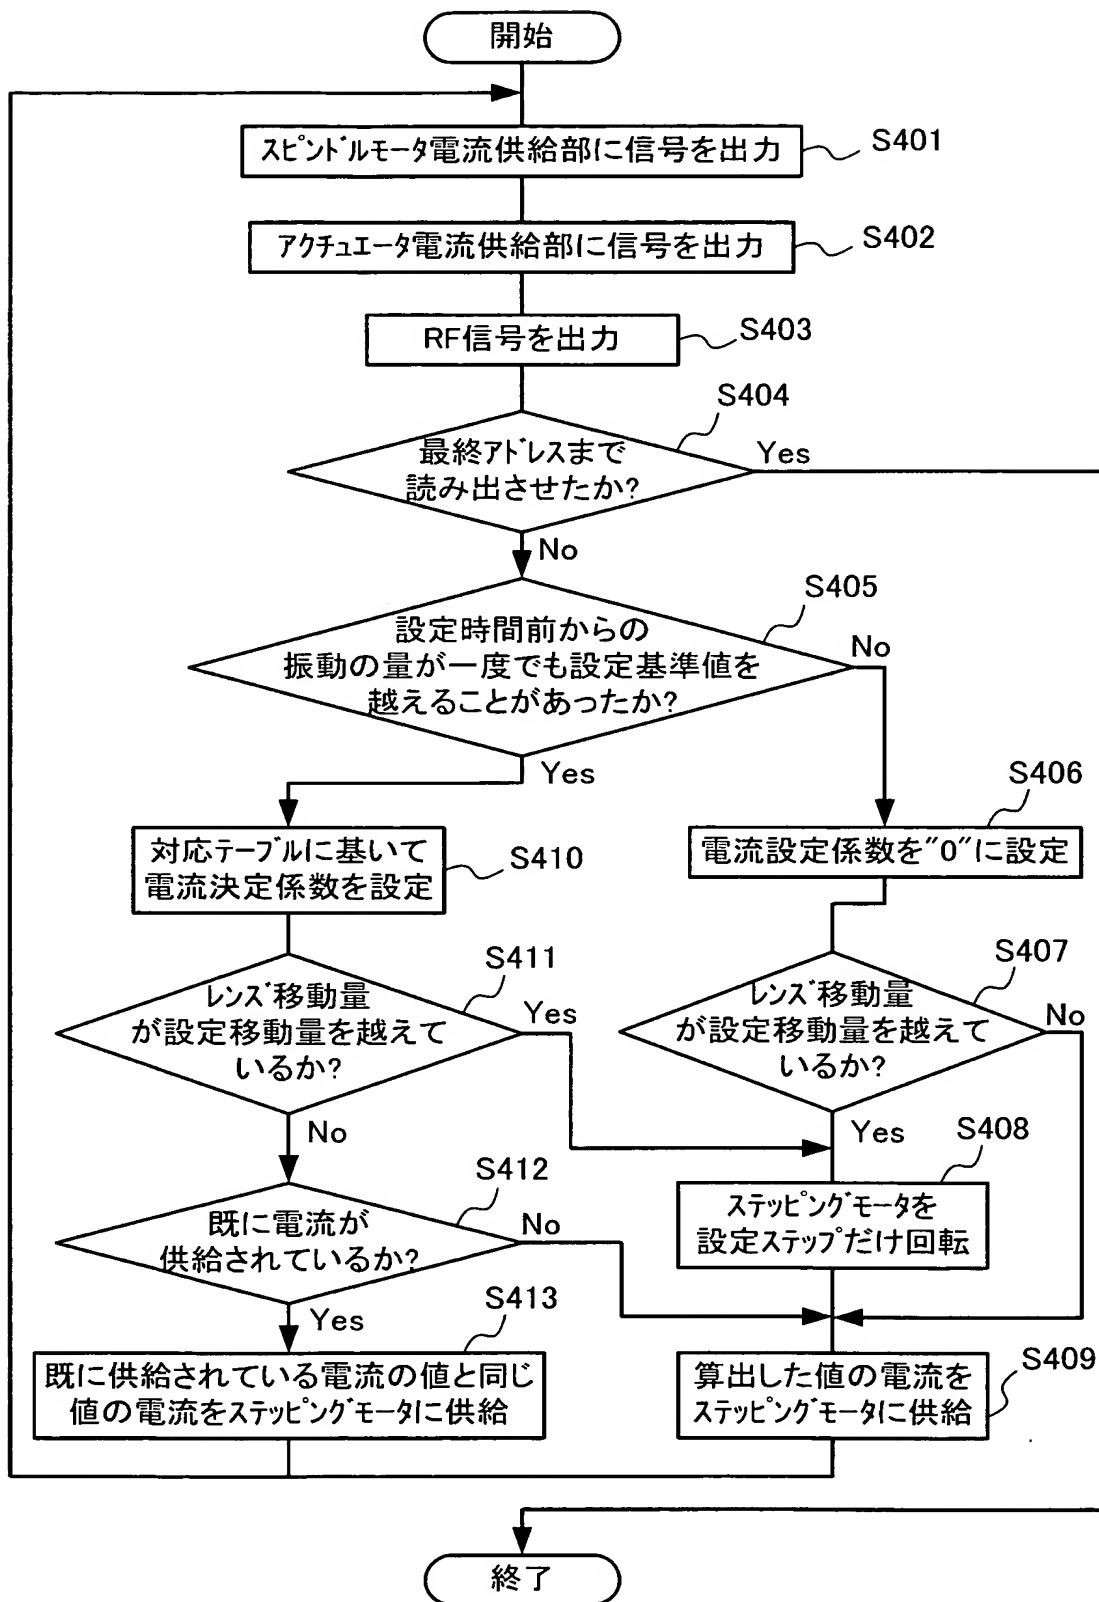 開始
スピンドルモータ電流供給部に信号を出力
S401
アクチュエータ電流供給部に信号を出力
S402
RF信号を出力
S403
S404
最終アドレスまで
読み出させたか?
Yes
No
S405
設定時間前からの
振動の量が一度でも設定基準値を
越えることがあったか?
No
Yes
S406
電流設定係数を"0"に設定
対応テーブルに基いて
電流決定係数を設定
S410
S411
レンズ移動量
が設定移動量を越えて
いるか?
Yes
No
S407
レンズ移動量
が設定移動量を越えて
いるか?
No
Yes
S408
ステッピングモータを
設定ステップだけ回転
S412
既に電流が
供給されているか?
No
Yes
S413
既に供給されている電流の値と同じ
値の電流をステッピングモータに供給
算出した値の電流を
ステッピングモータに供給
S409
終了